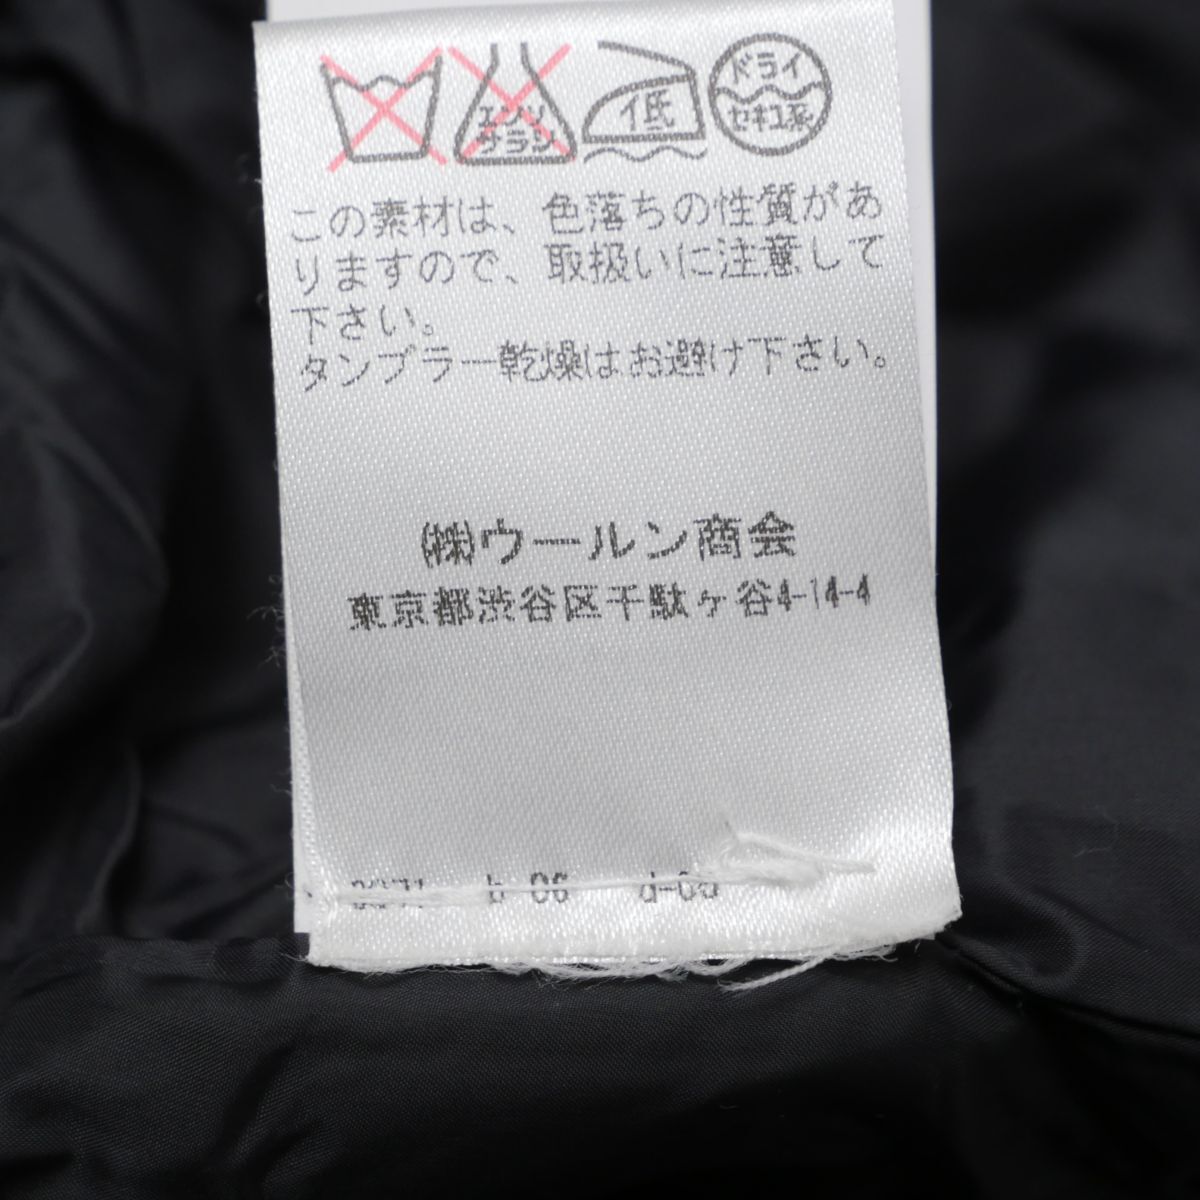 エンソ
サラシ
低
ドライ
セキユ系
この素材は、色落ちの性質があ
りますので、取扱いに注意して
下さい。
タンブラー乾燥はお避け下さい。
㈱ウールン商会
東京都渋谷区千駄ヶ谷4-14-4